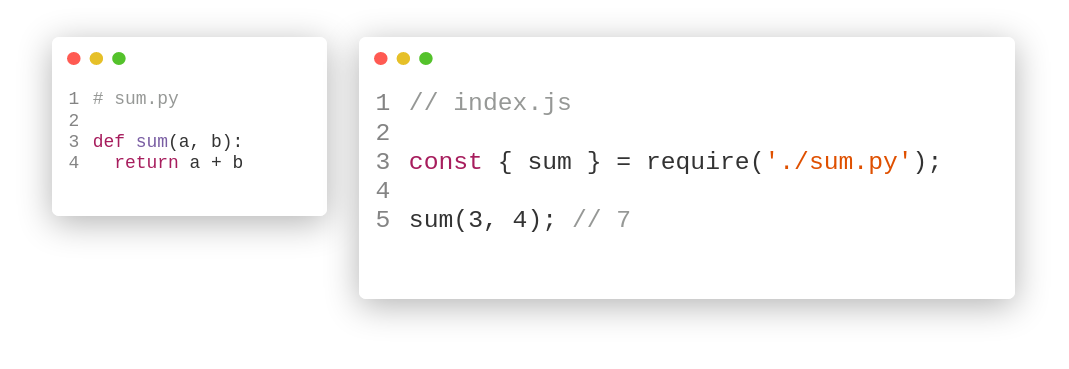 1 # sum.py
2
3 def sum(a, b):
4   return a + b
1 // index.js
2
3 const { sum } = require('./sum.py');
4
5 sum(3, 4); // 7